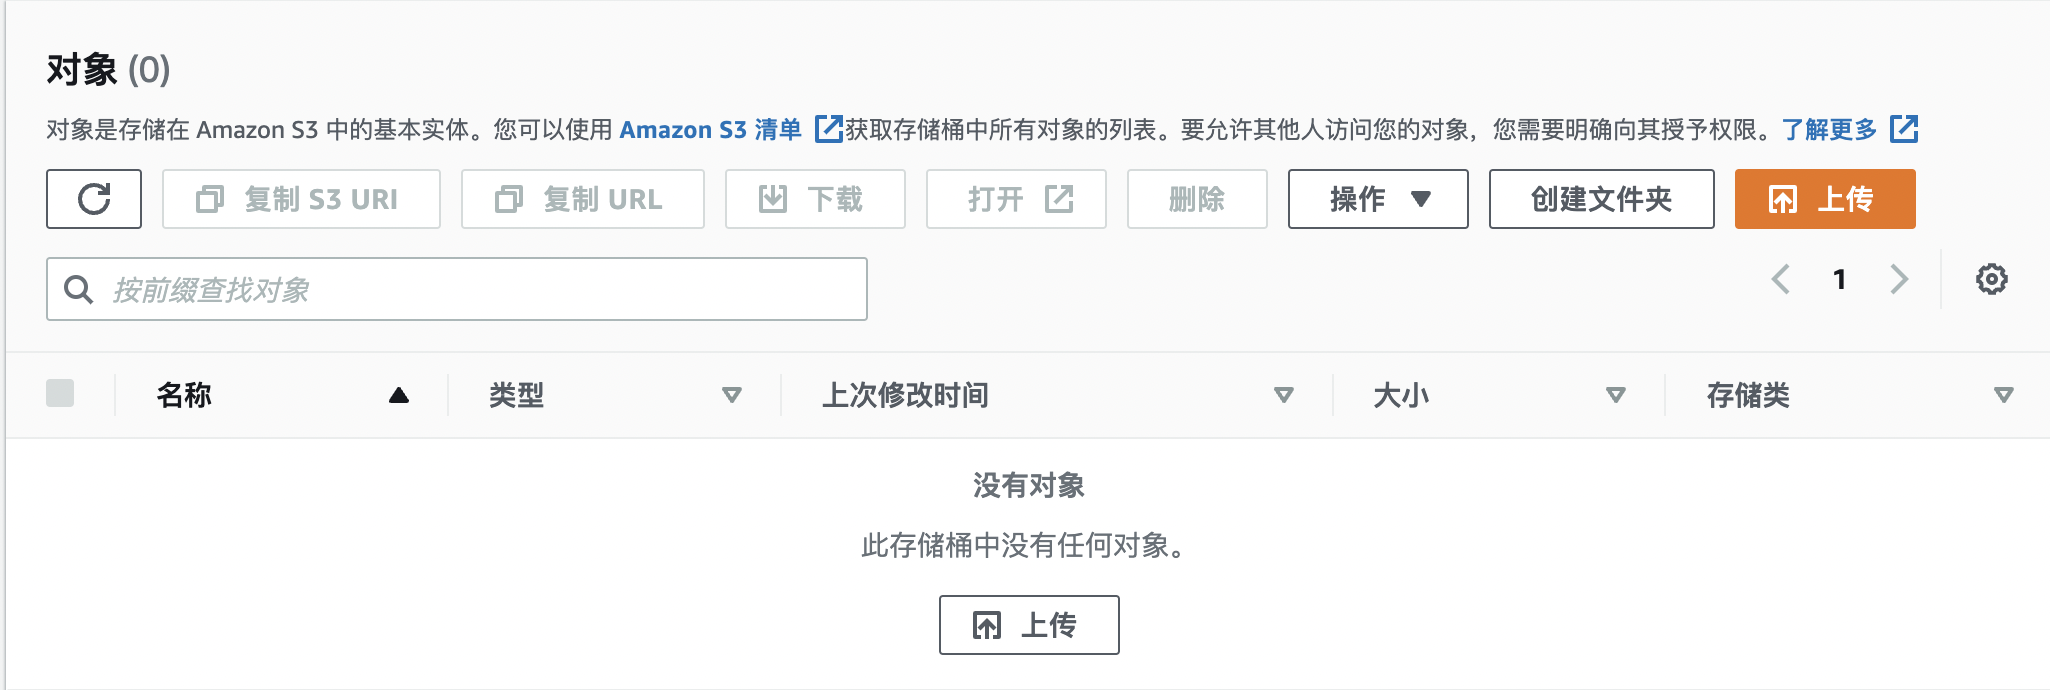 对象 (0)
对象是存储在 Amazon S3 中的基本实体。您可以使用 Amazon S3 清单 获取存储桶中所有对象的列表。要允许其他人访问您的对象，您需要明确向其授予权限。了解更多
复制 S3 URI 复制 URL 下载 打开 删除 操作 创建文件夹 上传
按前缀查找对象 1
名称 类型 上次修改时间 大小 存储类
没有对象
此存储桶中没有任何对象。
上传